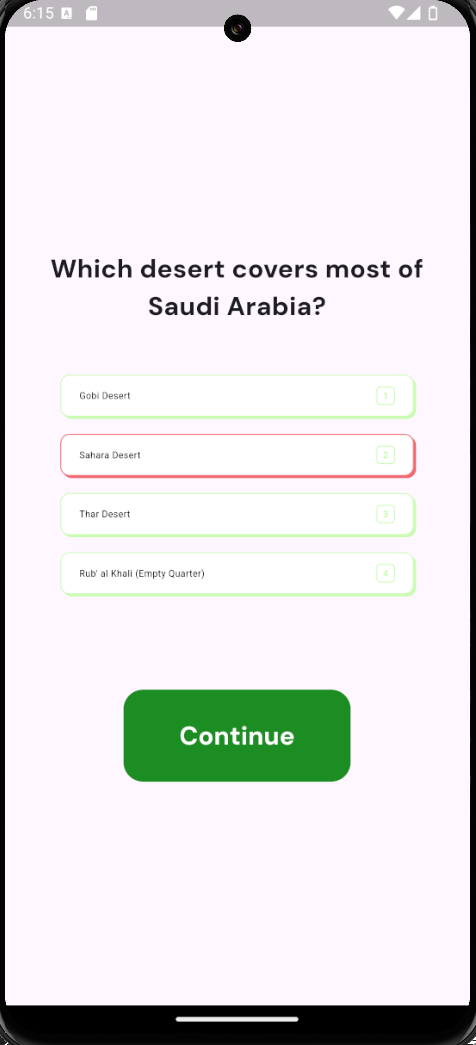 6:15
A
Which desert covers most of
Saudi Arabia?
Gobi Desert 1
Sahara Desert 2
Thar Desert 3
Rub' al Khali (Empty Quarter) 4
Continue